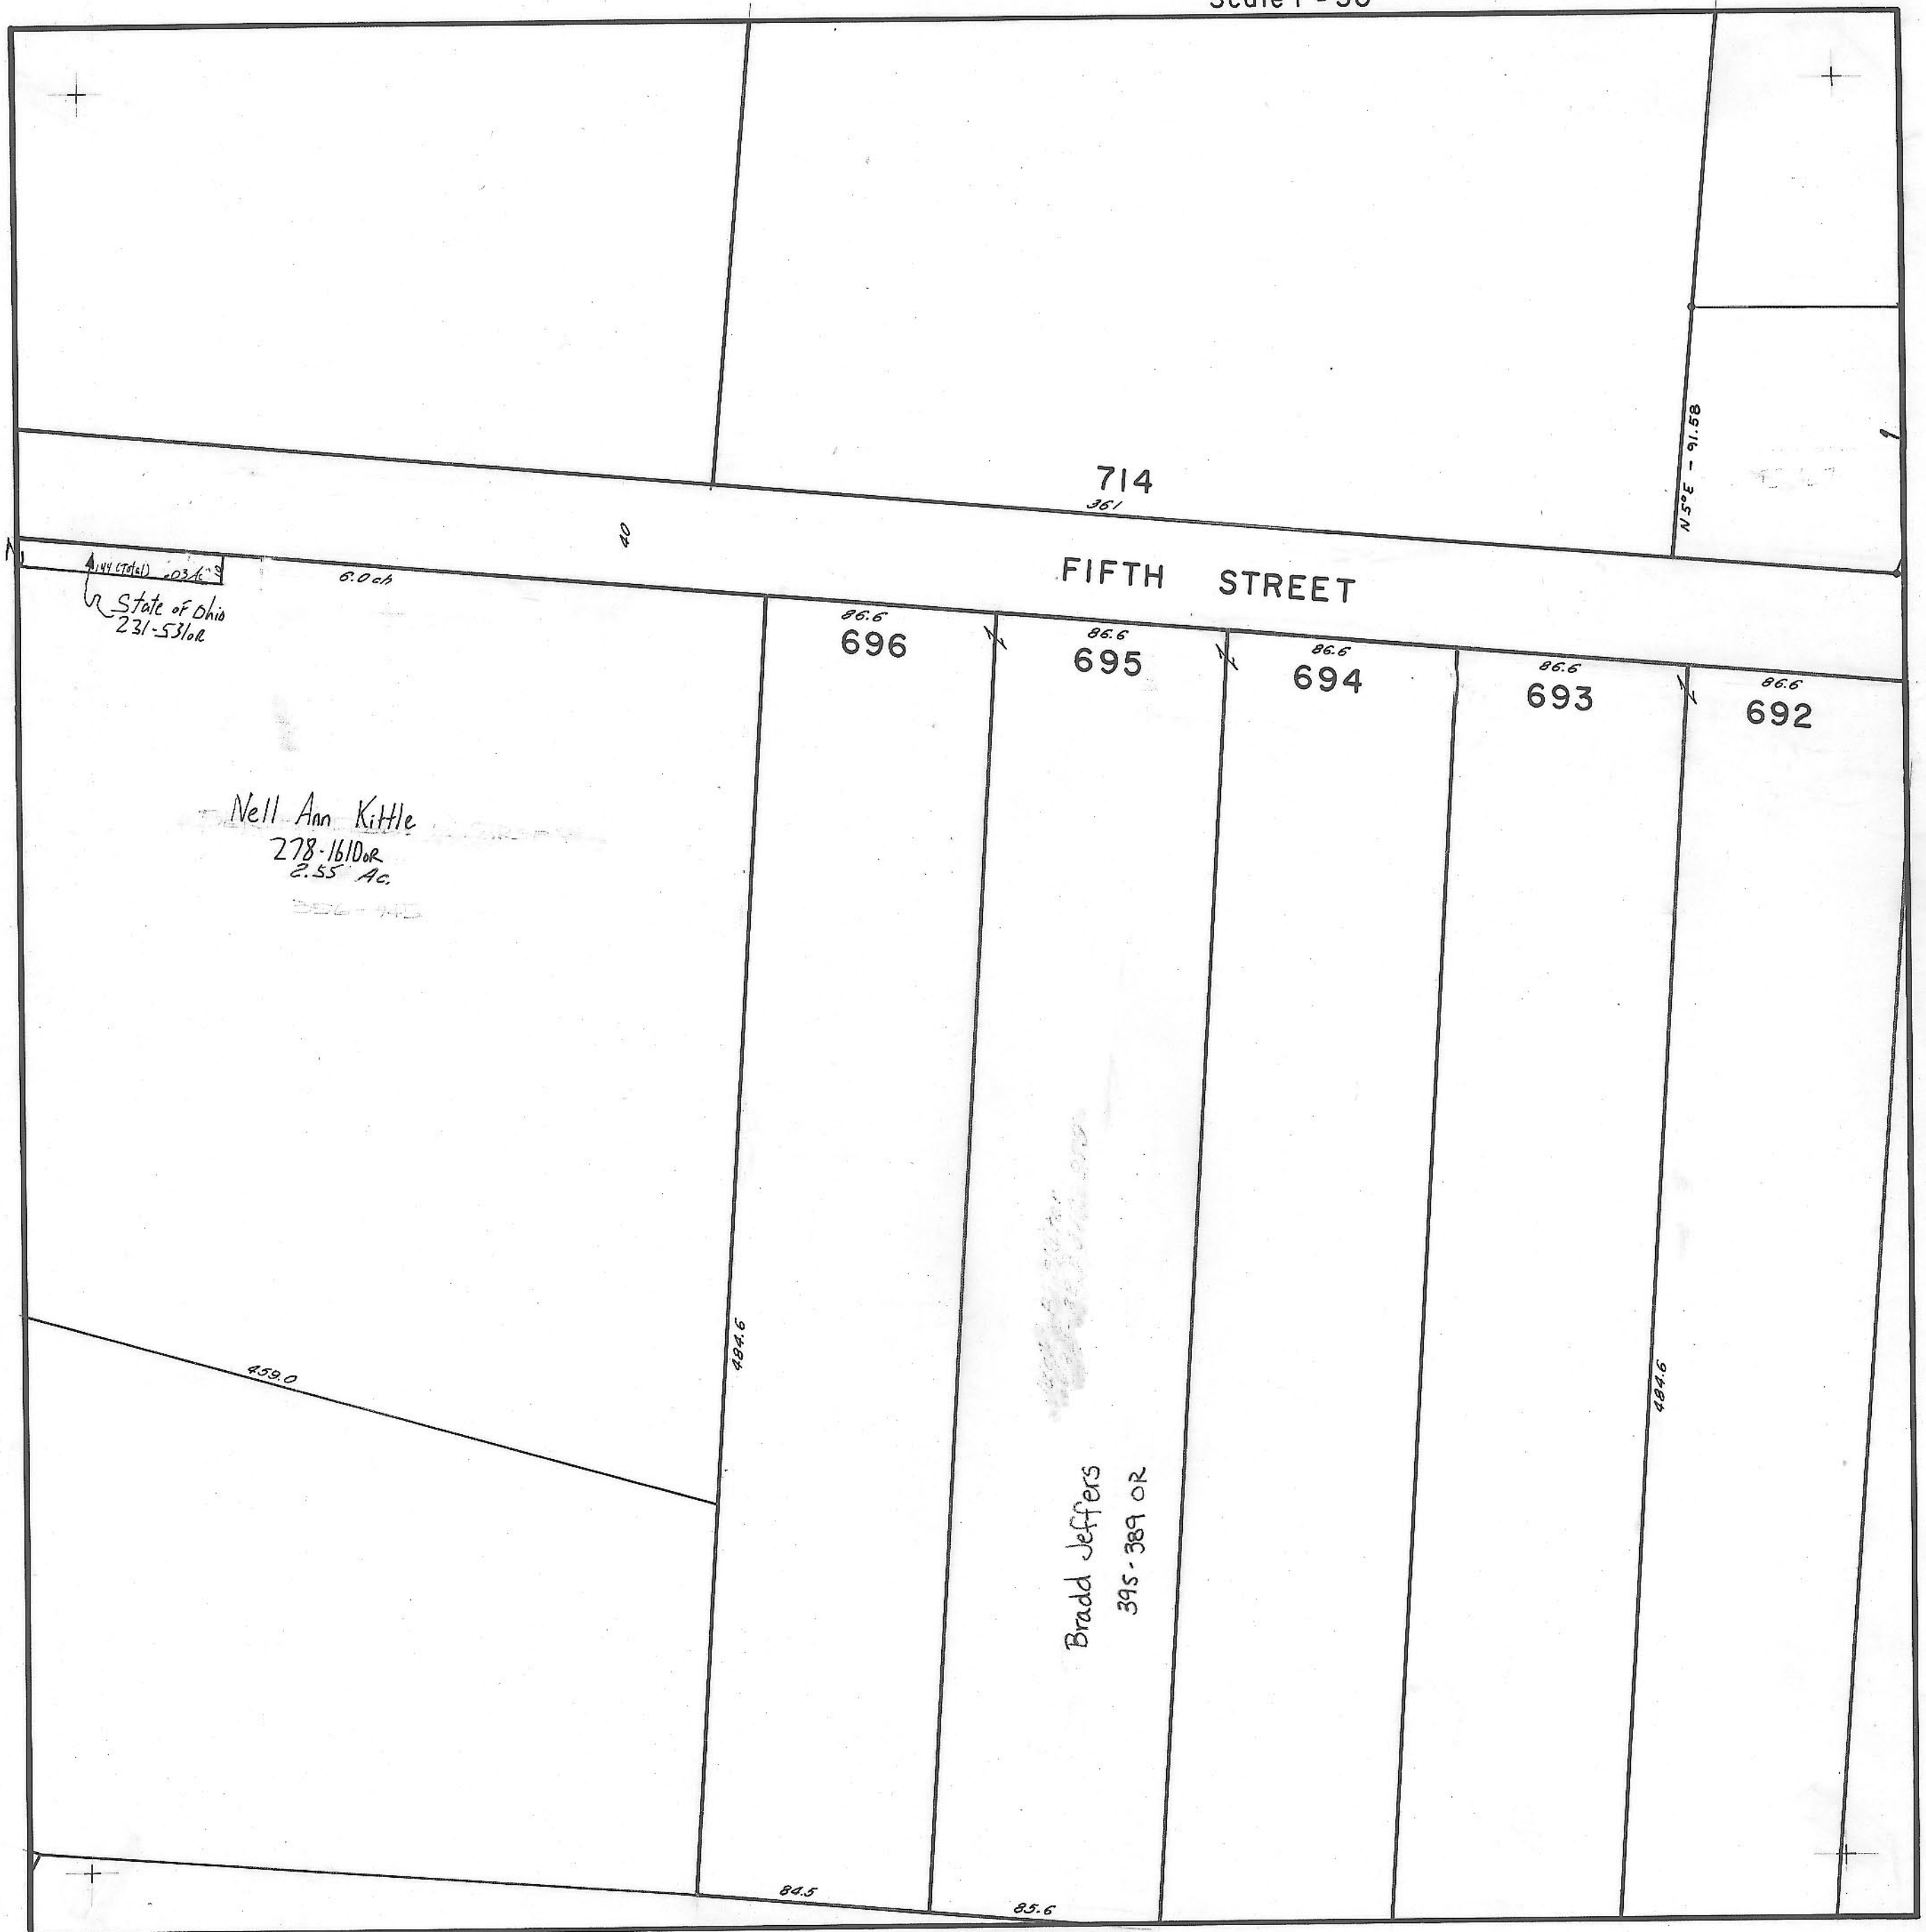 714
361
N 5° E - 91.58
40
FIFTH STREET
.144 (Total) .03 Ac
State of Ohio
231-531 OR
6.0 ch
86.6
696
86.6
695
86.6
694
86.6
693
86.6
692
Nell Ann Kittle
278-161 OR
2.55 Ac.
484.6
484.6
459.0
Bradd Jeffers
395-389 OR
84.5
85.6